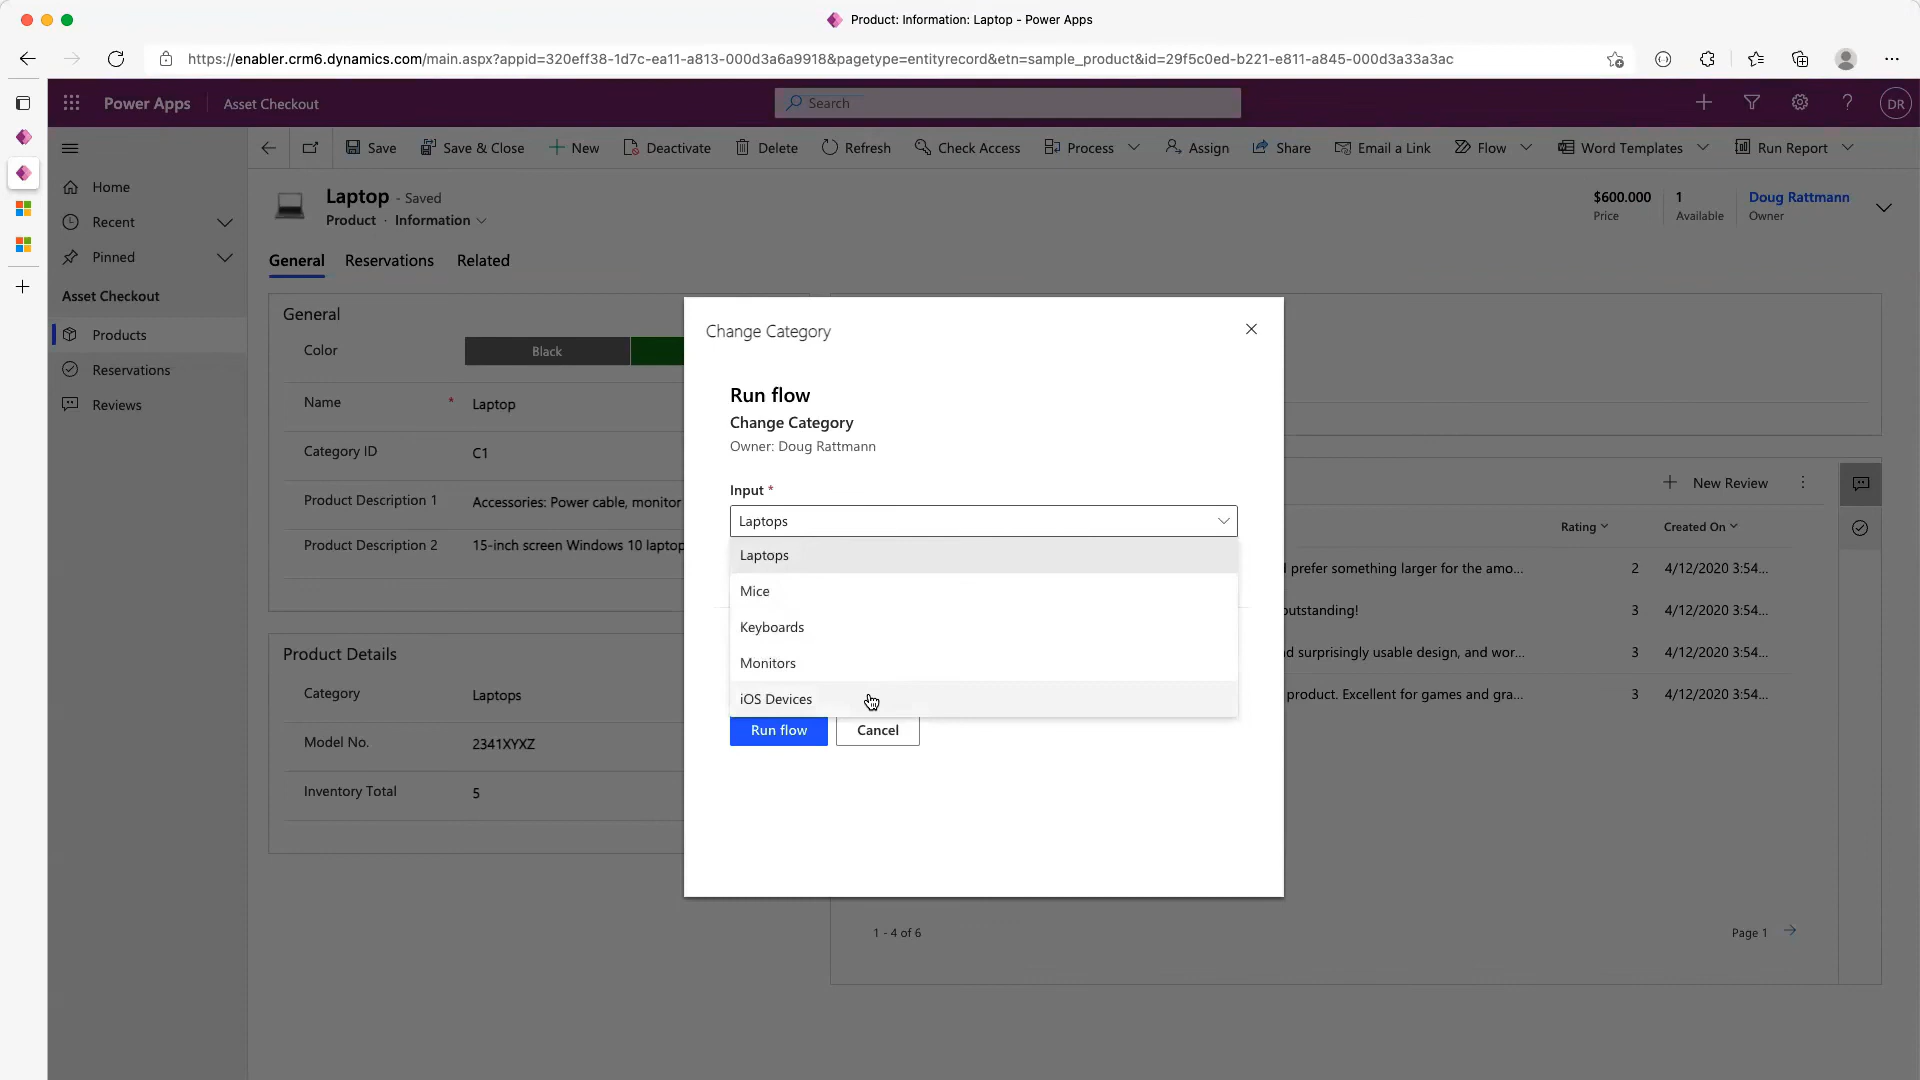 Product: Information: Laptop - Power Apps
https://enabler.crm6.dynamics.com/main.aspx?appid=320eff38-1d7c-ea11-a813-000d3a6a9918&pagetype=entityrecord&etn=sample_product&id=29f5c0ed-b221-e811-a845-000d3a33a3ac
Power Apps
Asset Checkout
Search
DR
Save
Save & Close
New
Deactivate
Delete
Refresh
Check Access
Process
Assign
Share
Email a Link
Flow
Word Templates
Run Report
Home
Recent
Pinned
Asset Checkout
Products
Reservations
Reviews
Laptop - Saved
Product · Information
$600.000
Price
1
Available
Doug Rattmann
Owner
General
Reservations
Related
General
Color
Black
Name * Laptop
Category ID C1
Product Description 1 Accessories: Power cable, monitor
Product Description 2 15-inch screen Windows 10 laptop
Product Details
Category Laptops
Model No. 2341XYXZ
Inventory Total 5
Change Category
Run flow
Change Category
Owner: Doug Rattmann
Input *
Laptops
Laptops
Mice
Keyboards
Monitors
iOS Devices
Run flow
Cancel
New Review
Rating Created On
prefer something larger for the amo... 2 4/12/2020 3:54...
outstanding! 3 4/12/2020 3:54...
surprisingly usable design, and wor... 3 4/12/2020 3:54...
product. Excellent for games and gra... 3 4/12/2020 3:54...
1 - 4 of 6
Page 1